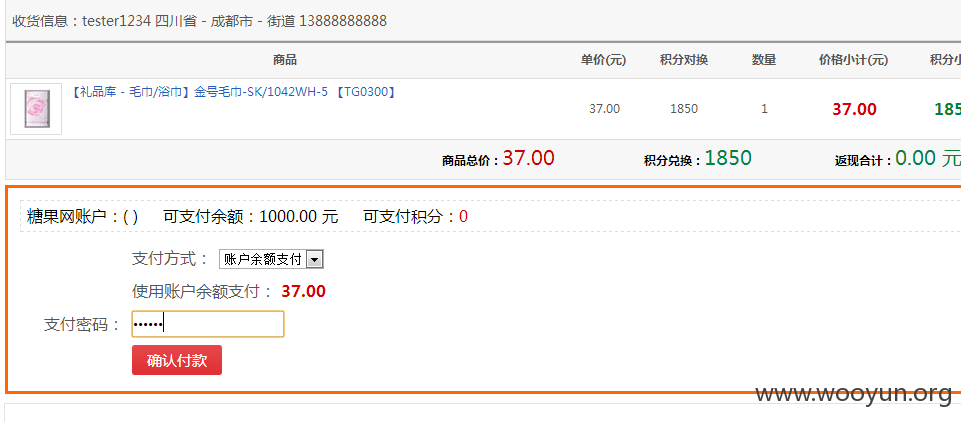 收货信息：tester1234 四川省 - 成都市 - 街道 13888888888
商品 单价(元) 积分对换 数量 价格小计(元) 积分小
【礼品库 - 毛巾/浴巾】金号毛巾-SK/1042WH-5 【TG0300】 37.00 1850 1 37.00 185
商品总价：37.00 积分兑换：1850 返现合计：0.00 元
糖果网账户：( ) 可支付余额：1000.00 元 可支付积分：0
支付方式： 账户余额支付
使用账户余额支付： 37.00
支付密码： ••••••
确认付款
www.wooyun.org